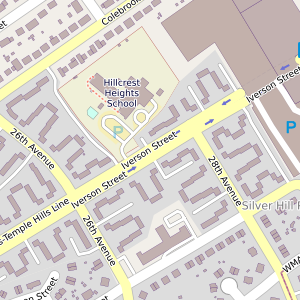 Colebrook
Hillcrest
Heights
School
P
Iverson Street
P
Iverson Street
26th Avenue
Iverson Street
28th Avenue
-Temple Hills Line
Silver Hill
26th Avenue
WMA